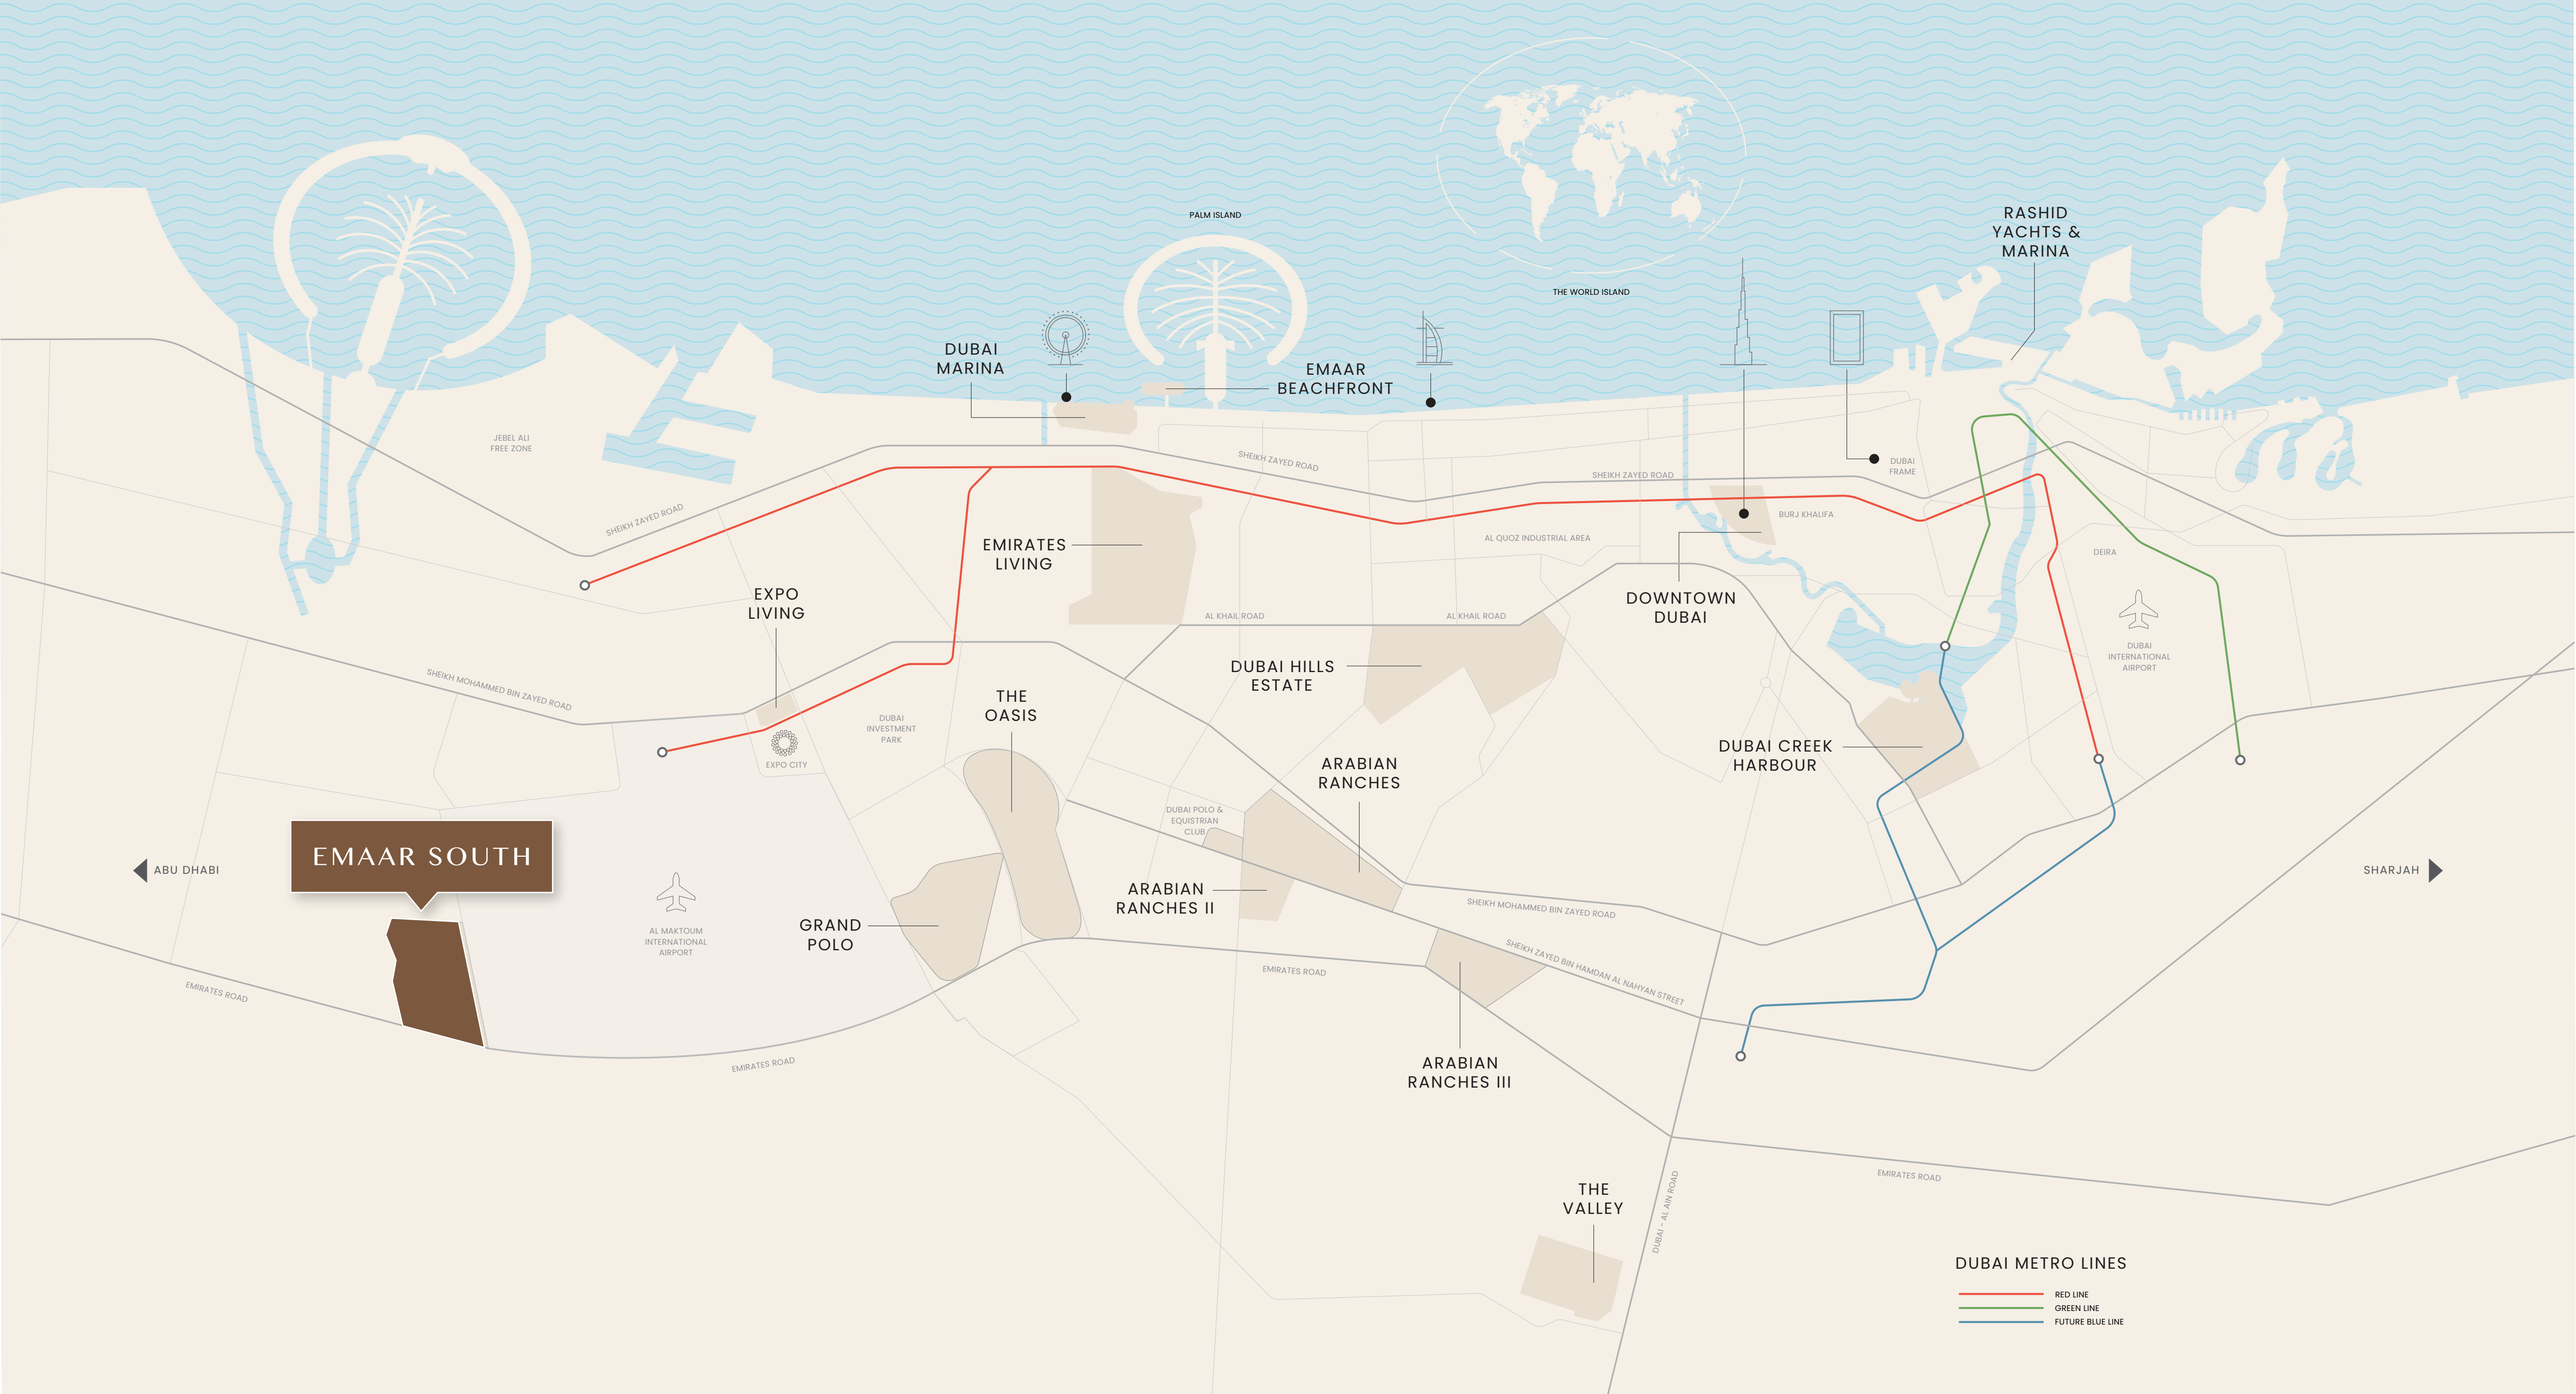 RASHID
YACHTS &
MARINA
PALM ISLAND
THE WORLD ISLAND
DUBAI
MARINA
EMAAR
BEACHFRONT
JEBEL ALI
FREE ZONE
SHEIKH ZAYED ROAD
SHEIKH ZAYED ROAD
SHEIKH ZAYED ROAD
DUBAI
FRAME
BURJ KHALIFA
AL QUOZ INDUSTRIAL AREA
DEIRA
EMIRATES
LIVING
EXPO
LIVING
DOWNTOWN
DUBAI
AL KHAIL ROAD
AL KHAIL ROAD
DUBAI
INTERNATIONAL
AIRPORT
SHEIKH MOHAMMED BIN ZAYED ROAD
DUBAI HILLS
ESTATE
THE
OASIS
DUBAI
INVESTMENT
PARK
EXPO CITY
DUBAI CREEK
HARBOUR
ARABIAN
RANCHES
DUBAI POLO &
EQUESTRIAN
CLUB
EMAAR SOUTH
ABU DHABI
SHARJAH
ARABIAN
RANCHES II
GRAND
POLO
AL MAKTOUM
INTERNATIONAL
AIRPORT
SHEIKH MOHAMMED BIN ZAYED ROAD
SHEIKH ZAYED BIN HAMDAN AL NAHYAN STREET
EMIRATES ROAD
EMIRATES ROAD
EMIRATES ROAD
ARABIAN
RANCHES III
THE
VALLEY
DUBAI - AL AIN ROAD
EMIRATES ROAD
DUBAI METRO LINES
RED LINE
GREEN LINE
FUTURE BLUE LINE